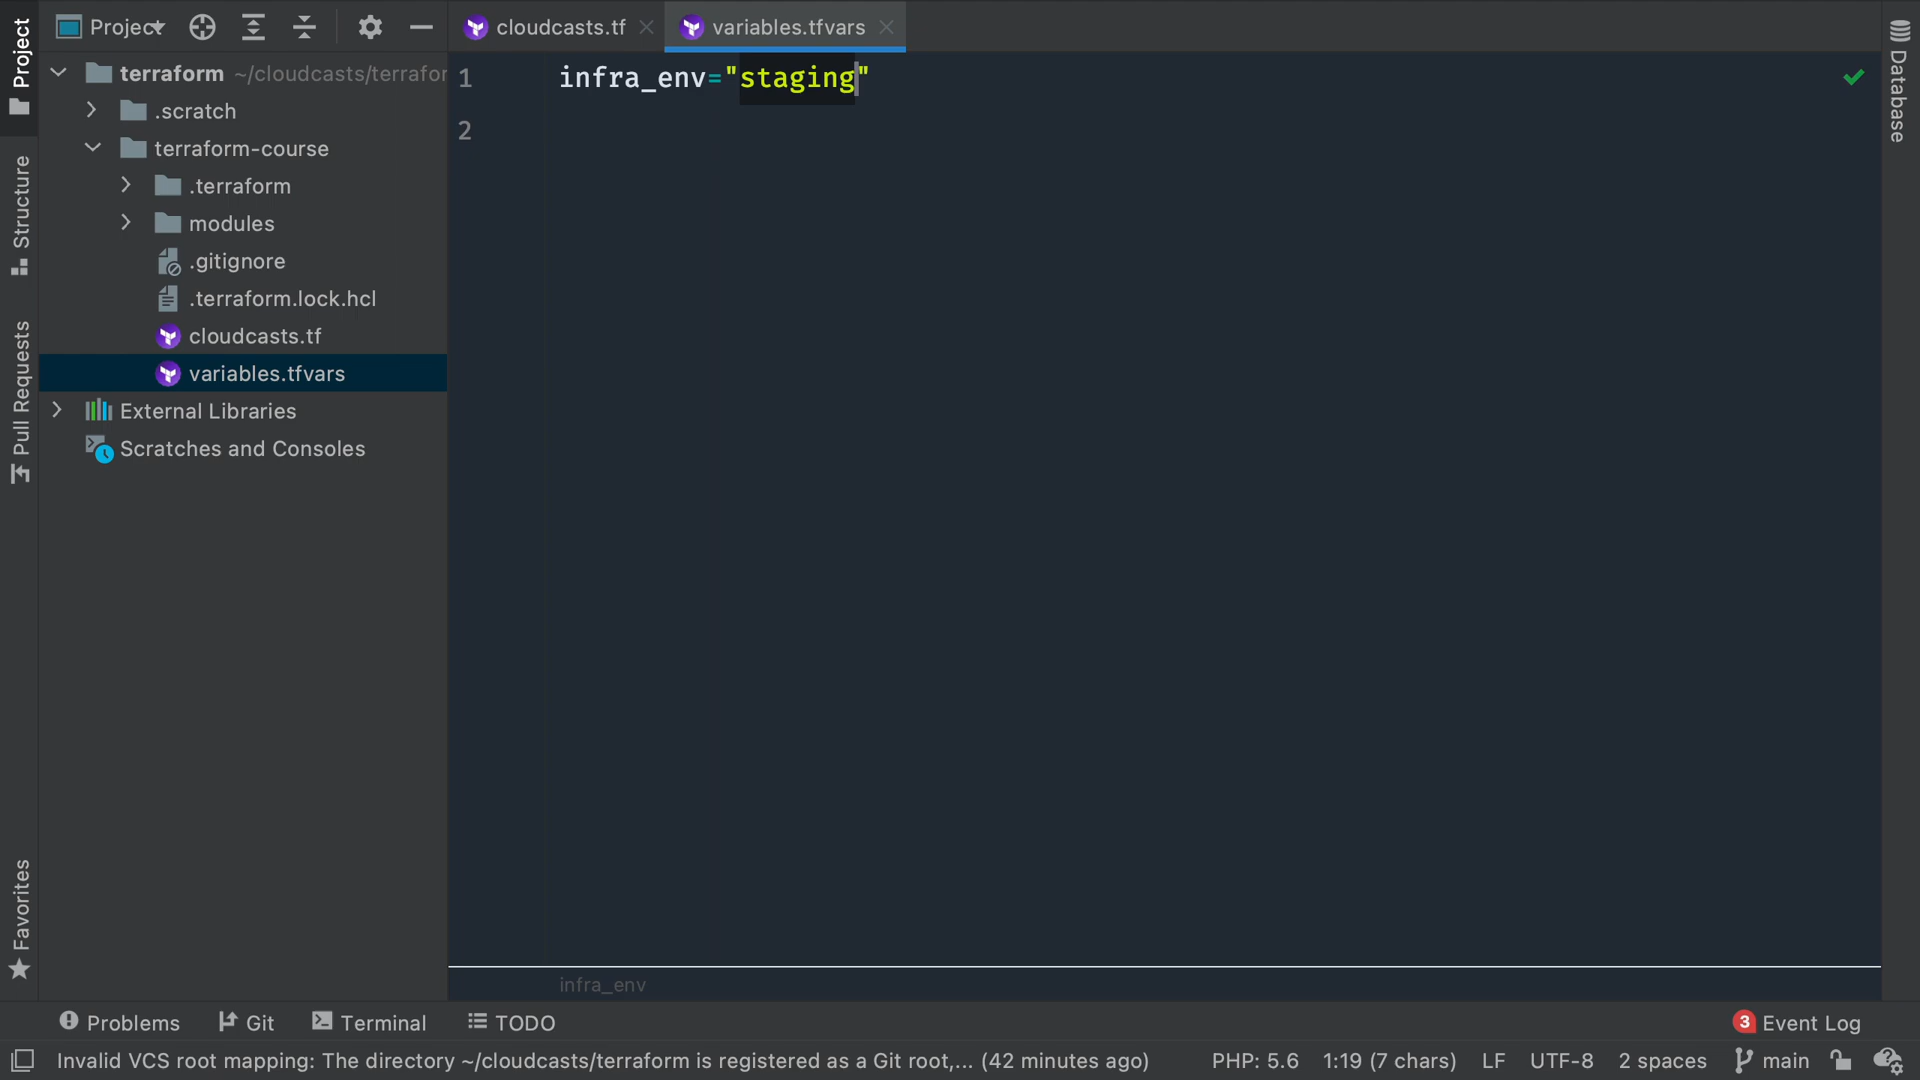 Project
cloudcasts.tf
variables.tfvars
terraform ~/cloudcasts/terrafor
.scratch
terraform-course
.terraform
modules
.gitignore
.terraform.lock.hcl
cloudcasts.tf
variables.tfvars
External Libraries
Scratches and Consoles
Project
Structure
Pull Requests
Favorites
1 infra_env="staging"
2
infra_env
Database
Problems
Git
Terminal
TODO
3 Event Log
Invalid VCS root mapping: The directory ~/cloudcasts/terraform is registered as a Git root,... (42 minutes ago)
PHP: 5.6
1:19 (7 chars)
LF
UTF-8
2 spaces
main